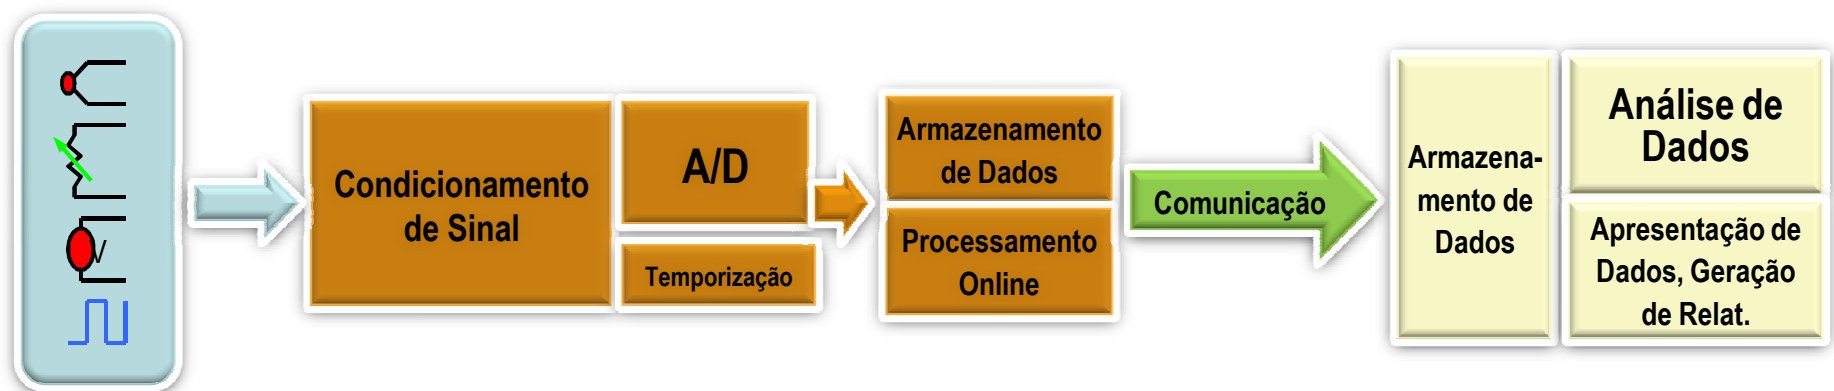 V
Condicionamento
de Sinal
A/D
Temporização
Armazenamento
de Dados
Processamento
Online
Comunicação
Armazena-
mento de
Dados
Análise de
Dados
Apresentação de
Dados, Geração
de Relat.